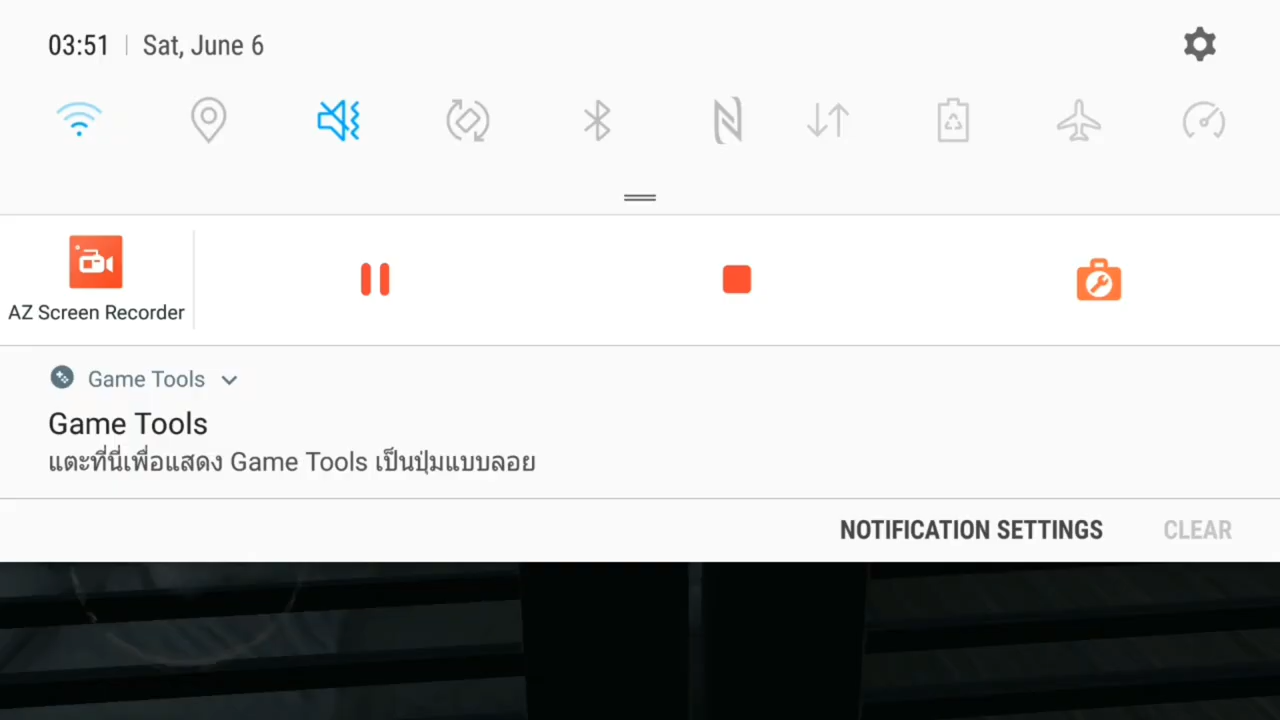 03:51 | Sat, June 6
AZ Screen Recorder
Game Tools
Game Tools
แตะที่นี่เพื่อแสดง Game Tools เป็นปุ่มแบบลอย
NOTIFICATION SETTINGS CLEAR